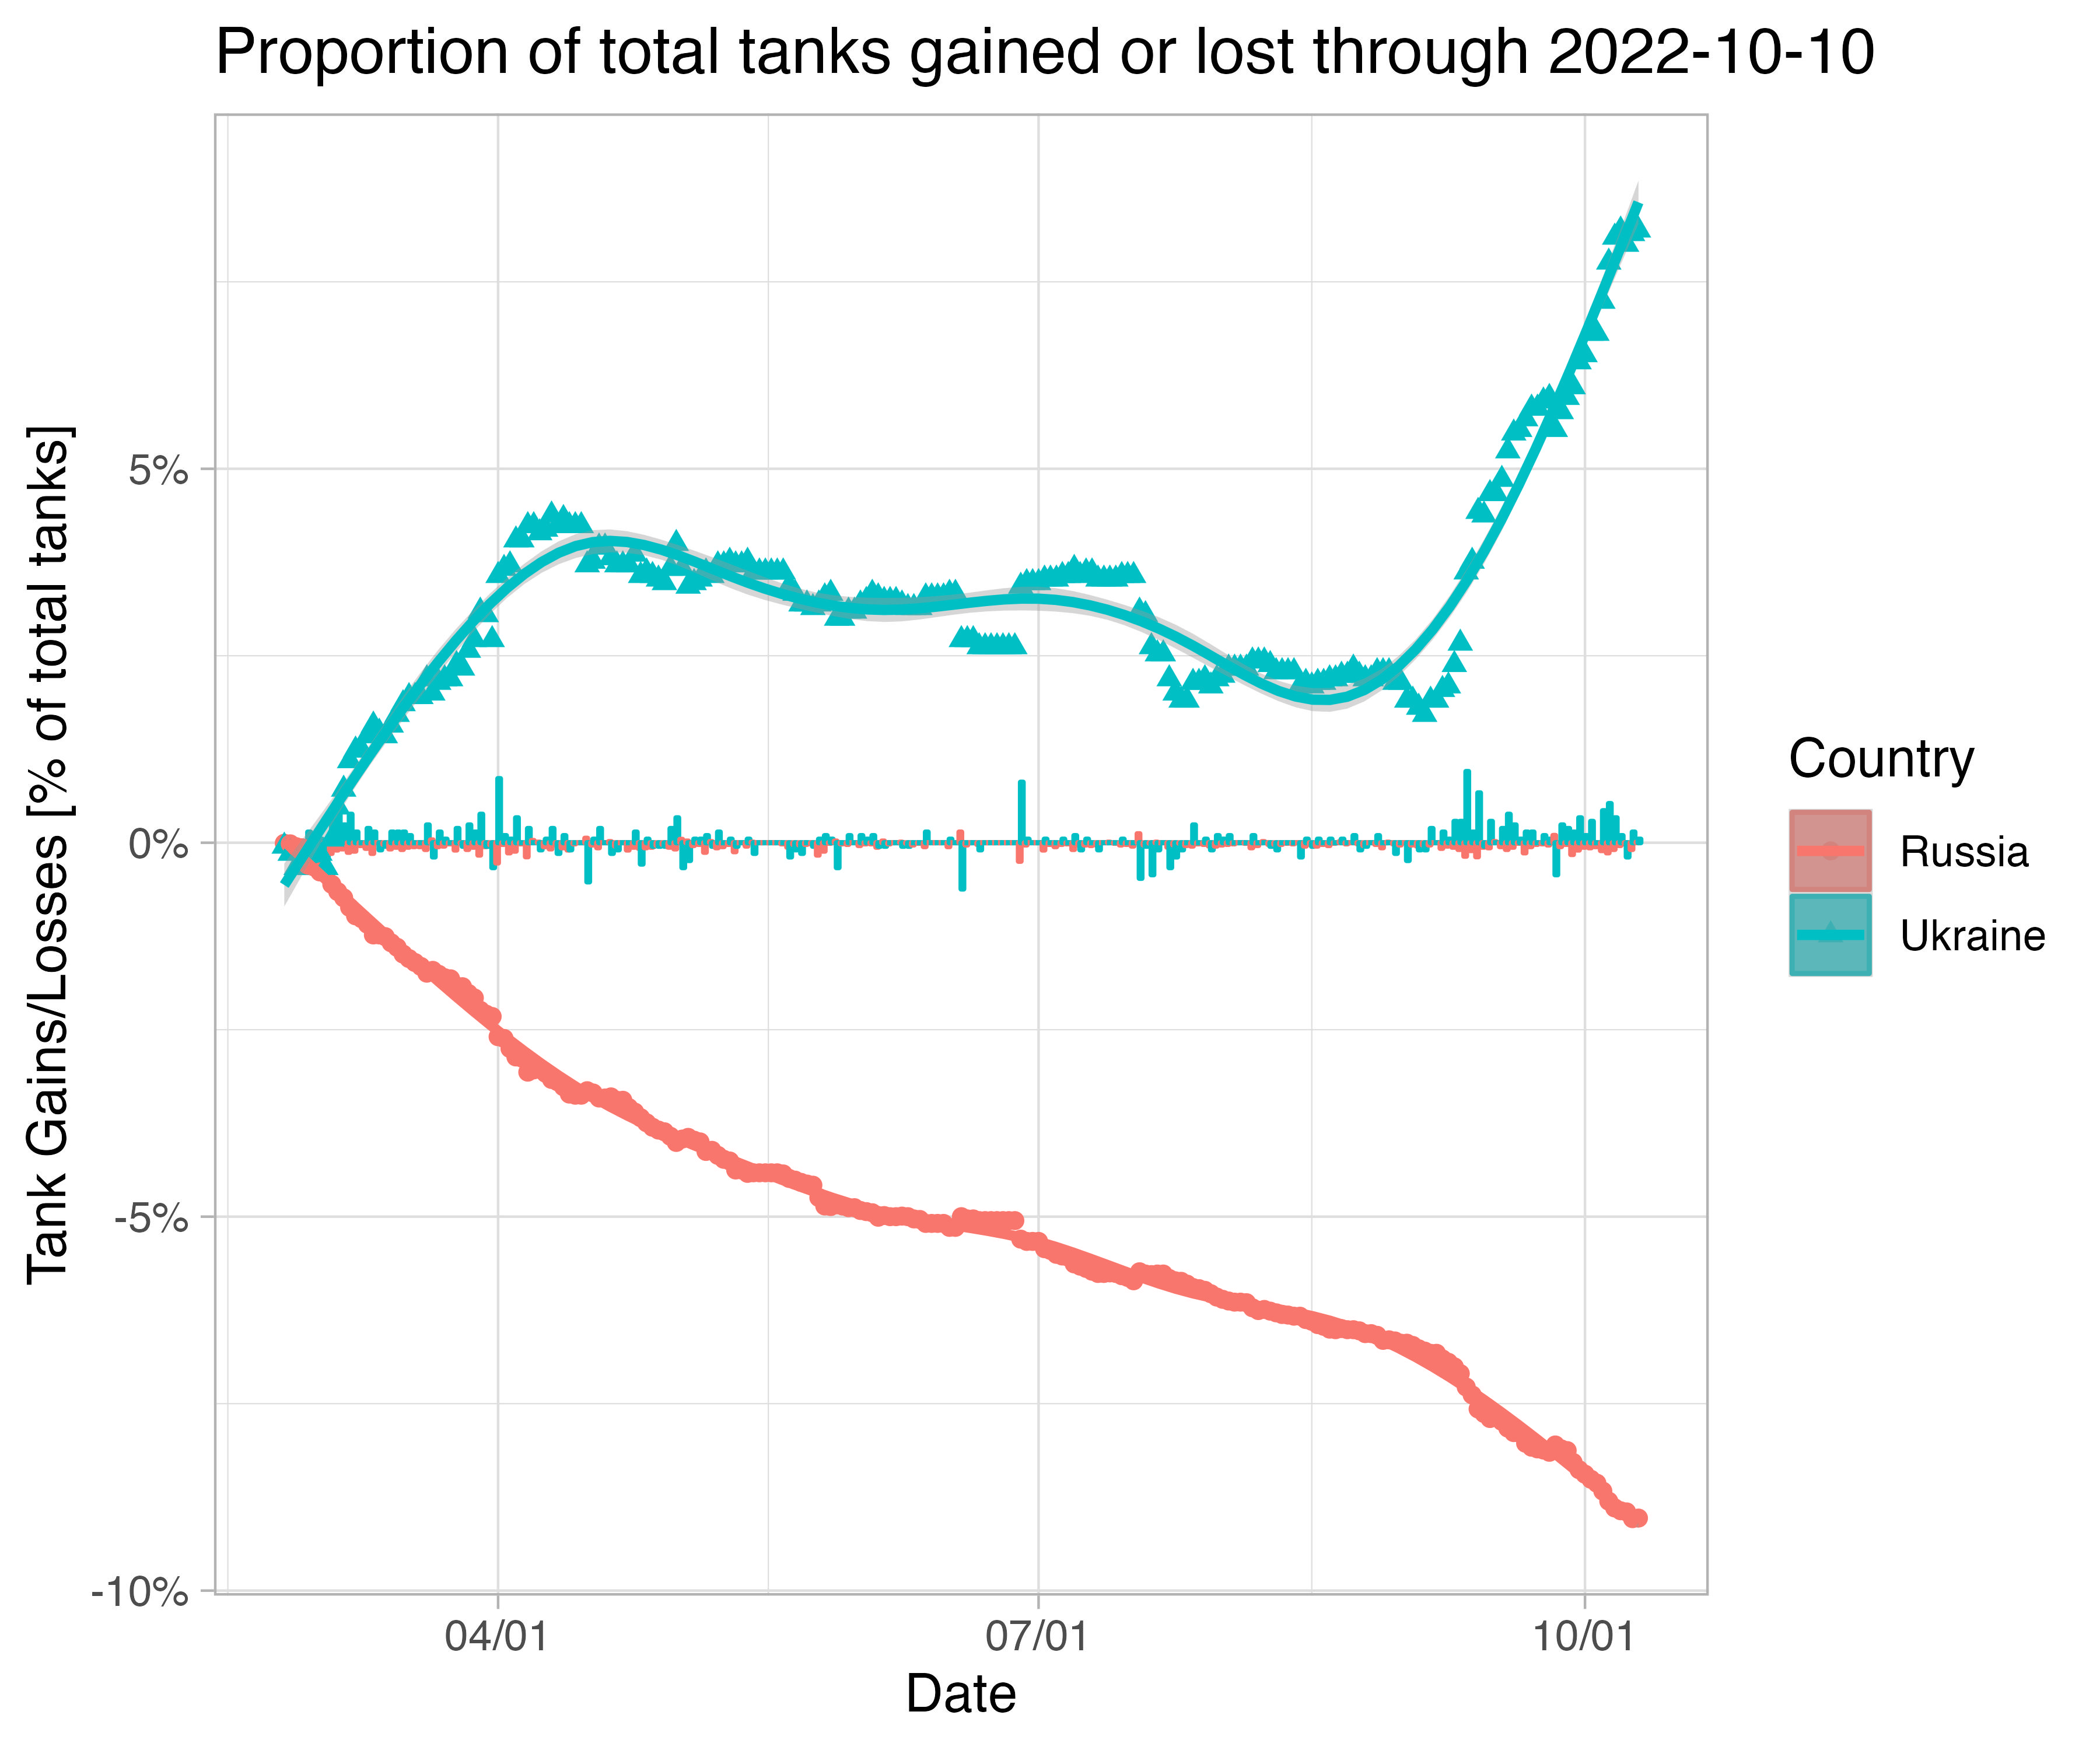 Proportion of total tanks gained or lost through 2022-10-10
Tank Gains/Losses [% of total tanks]
5%
0%
-5%
-10%
04/01
07/01
10/01
Date
Country
Russia
Ukraine